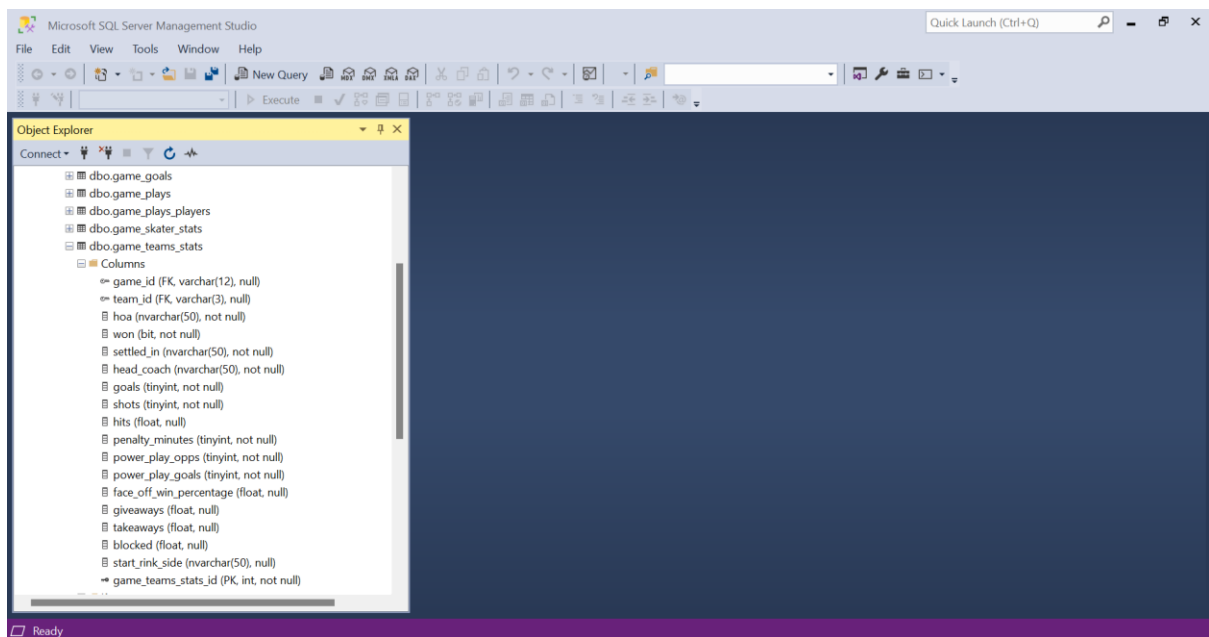 Microsoft SQL Server Management Studio
Quick Launch (Ctrl+Q)
File Edit View Tools Window Help
New Query MDX DMX XMLA DAX
Execute
Object Explorer
Connect
dbo.game_goals
dbo.game_plays
dbo.game_plays_players
dbo.game_skater_stats
dbo.game_teams_stats
Columns
game_id (FK, varchar(12), null)
team_id (FK, varchar(3), null)
hoa (nvarchar(50), not null)
won (bit, not null)
settled_in (nvarchar(50), not null)
head_coach (nvarchar(50), not null)
goals (tinyint, not null)
shots (tinyint, not null)
hits (float, null)
penalty_minutes (tinyint, not null)
power_play_opps (tinyint, not null)
power_play_goals (tinyint, not null)
face_off_win_percentage (float, null)
giveaways (float, null)
takeaways (float, null)
blocked (float, null)
start_rink_side (nvarchar(50), null)
game_teams_stats_id (PK, int, not null)
Ready